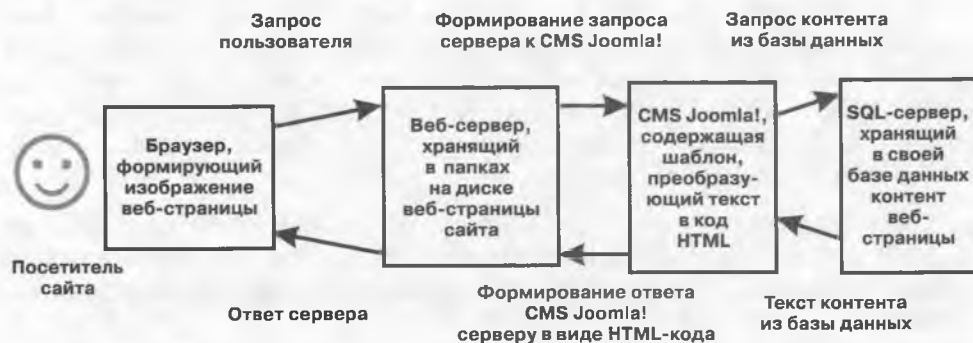 Запрос
пользователя
Формирование запроса
сервера к CMS Joomla!
Запрос контента
из базы данных
Браузер,
формирующий
изображение
веб-страницы
Веб-сервер,
хранящий
в папках
на диске
веб-страницы
сайта
CMS Joomla!,
содержащая
шаблон,
преобразу-
ющий текст
в код
HTML
SQL-сервер,
хранящий
в своей
базе данных
контент
веб-
страницы
Посетитель
сайта
Ответ сервера
Формирование ответа
CMS Joomla!
серверу в виде HTML-кода
Текст контента
из базы данных